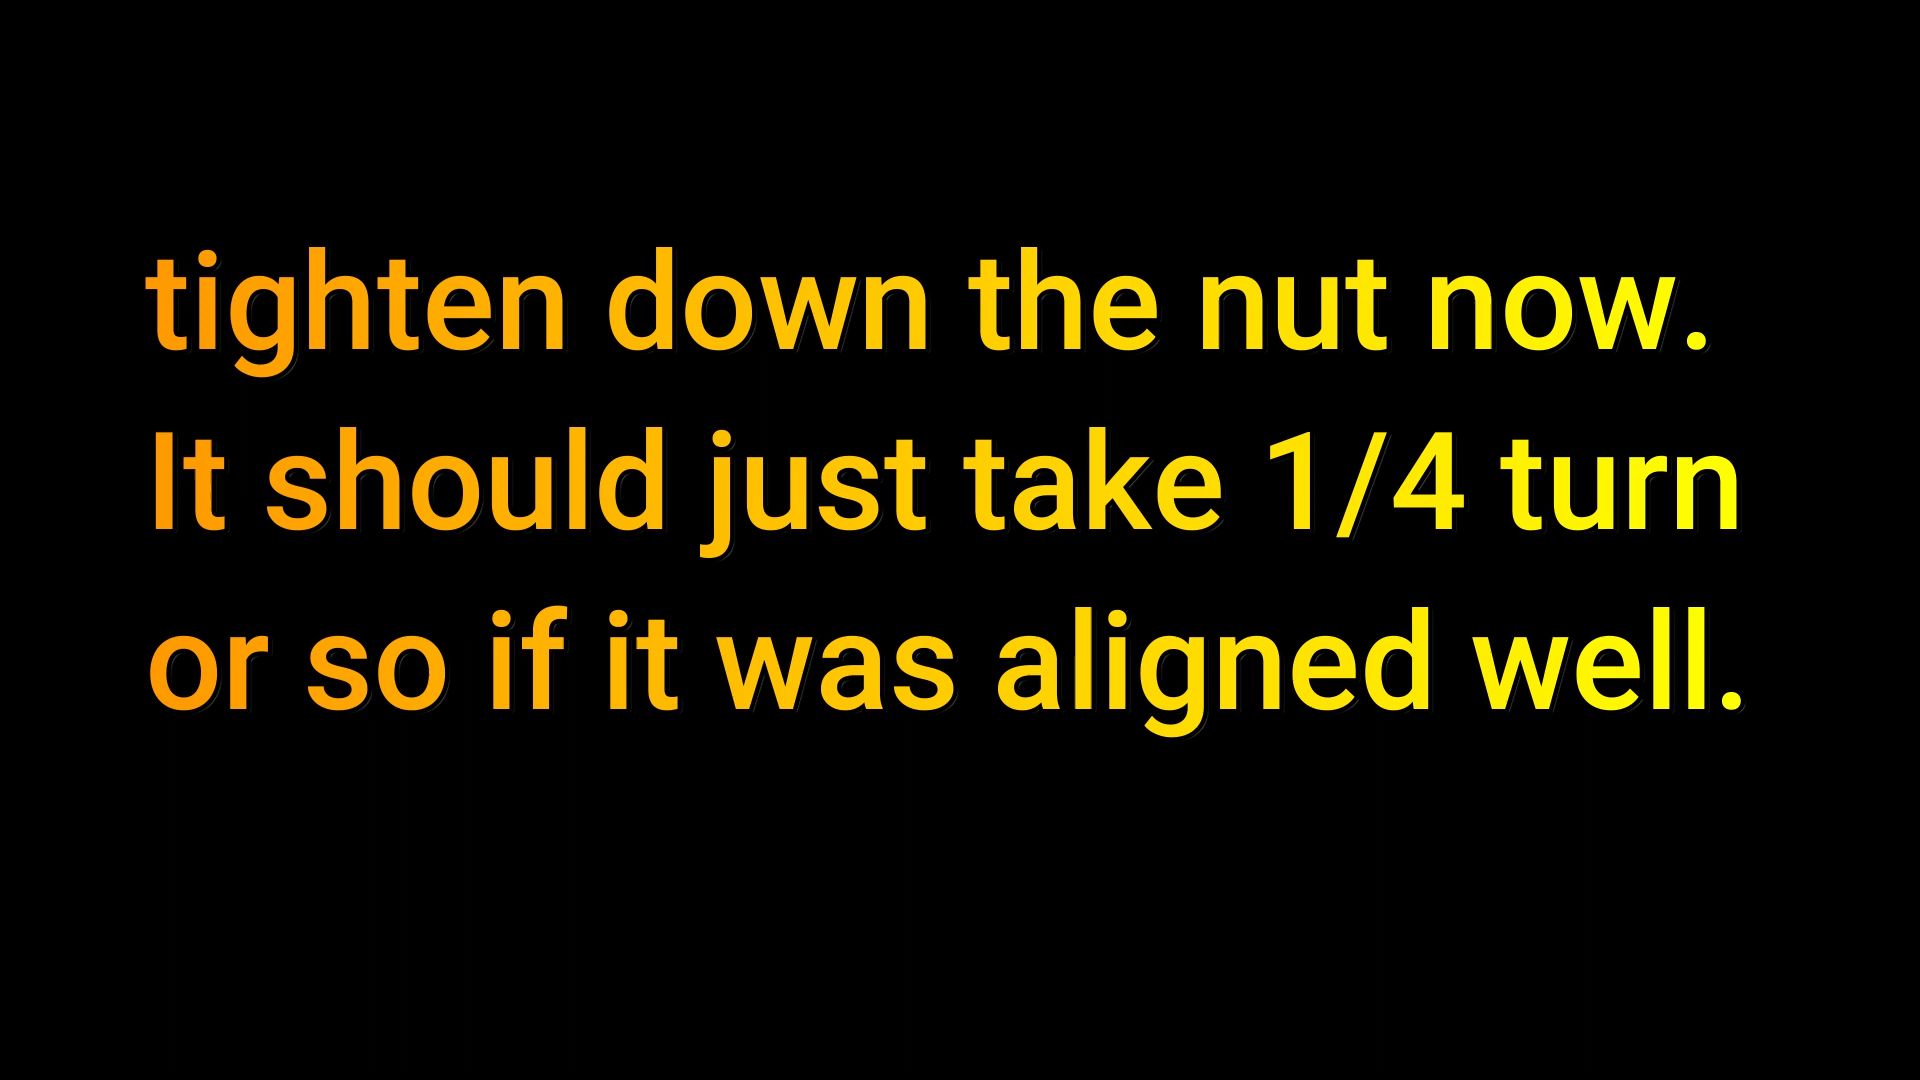 tighten down the nut now.
It should just take 1/4 turn
or so if it was aligned well.